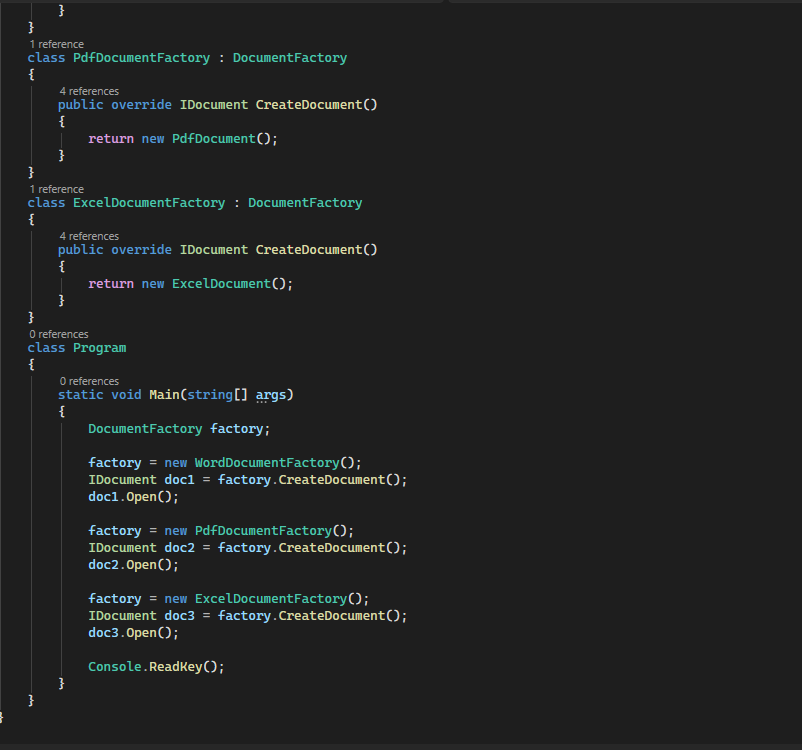 }
}
1 reference
class PdfDocumentFactory : DocumentFactory
{
4 references
public override IDocument CreateDocument()
{
return new PdfDocument();
}
}
1 reference
class ExcelDocumentFactory : DocumentFactory
{
4 references
public override IDocument CreateDocument()
{
return new ExcelDocument();
}
}
0 references
class Program
{
0 references
static void Main(string[] args)
{
DocumentFactory factory;
factory = new WordDocumentFactory();
IDocument doc1 = factory.CreateDocument();
doc1.Open();
factory = new PdfDocumentFactory();
IDocument doc2 = factory.CreateDocument();
doc2.Open();
factory = new ExcelDocumentFactory();
IDocument doc3 = factory.CreateDocument();
doc3.Open();
Console.ReadKey();
}
}
}